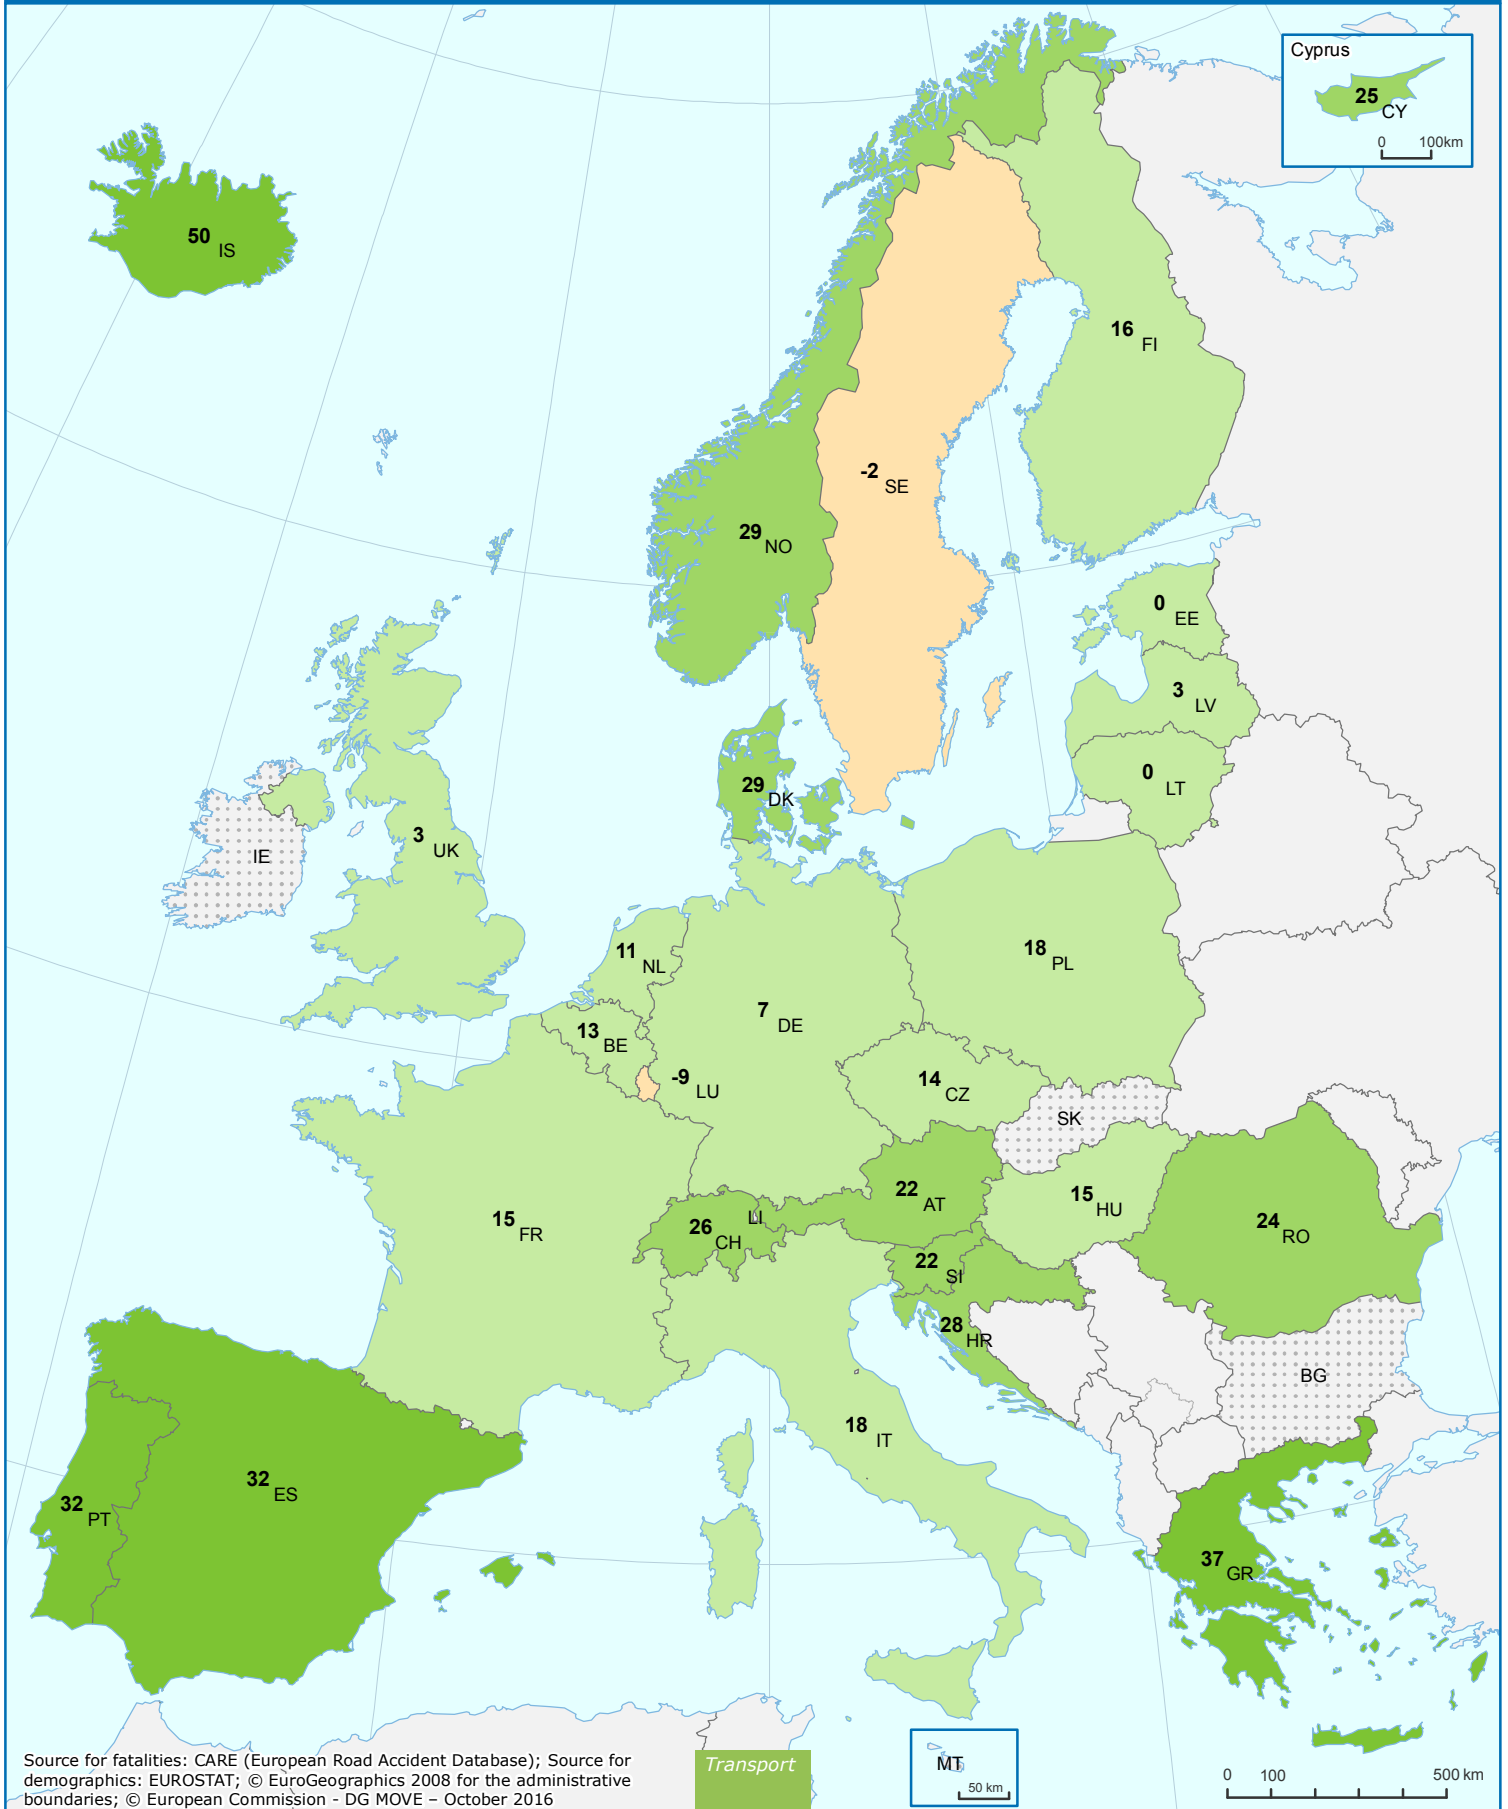 Cyprus
25 CY
0 100km
50 IS
16 FI
-2 SE
29 NO
0 EE
3 LV
0 LT
29 DK
3 UK
IE
11 NL
18 PL
7 DE
13 BE
-9 LU
14 CZ
SK
22 AT
15 HU
15 FR
26 CH
LI
24 RO
22 SI
28 HR
BG
18 IT
32 ES
32 PT
37 GR
Source for fatalities: CARE (European Road Accident Database); Source for
demographics: EUROSTAT; © EuroGeographics 2008 for the administrative
boundaries; © European Commission - DG MOVE – October 2016
Transport
MT
50 km
0 100 500 km